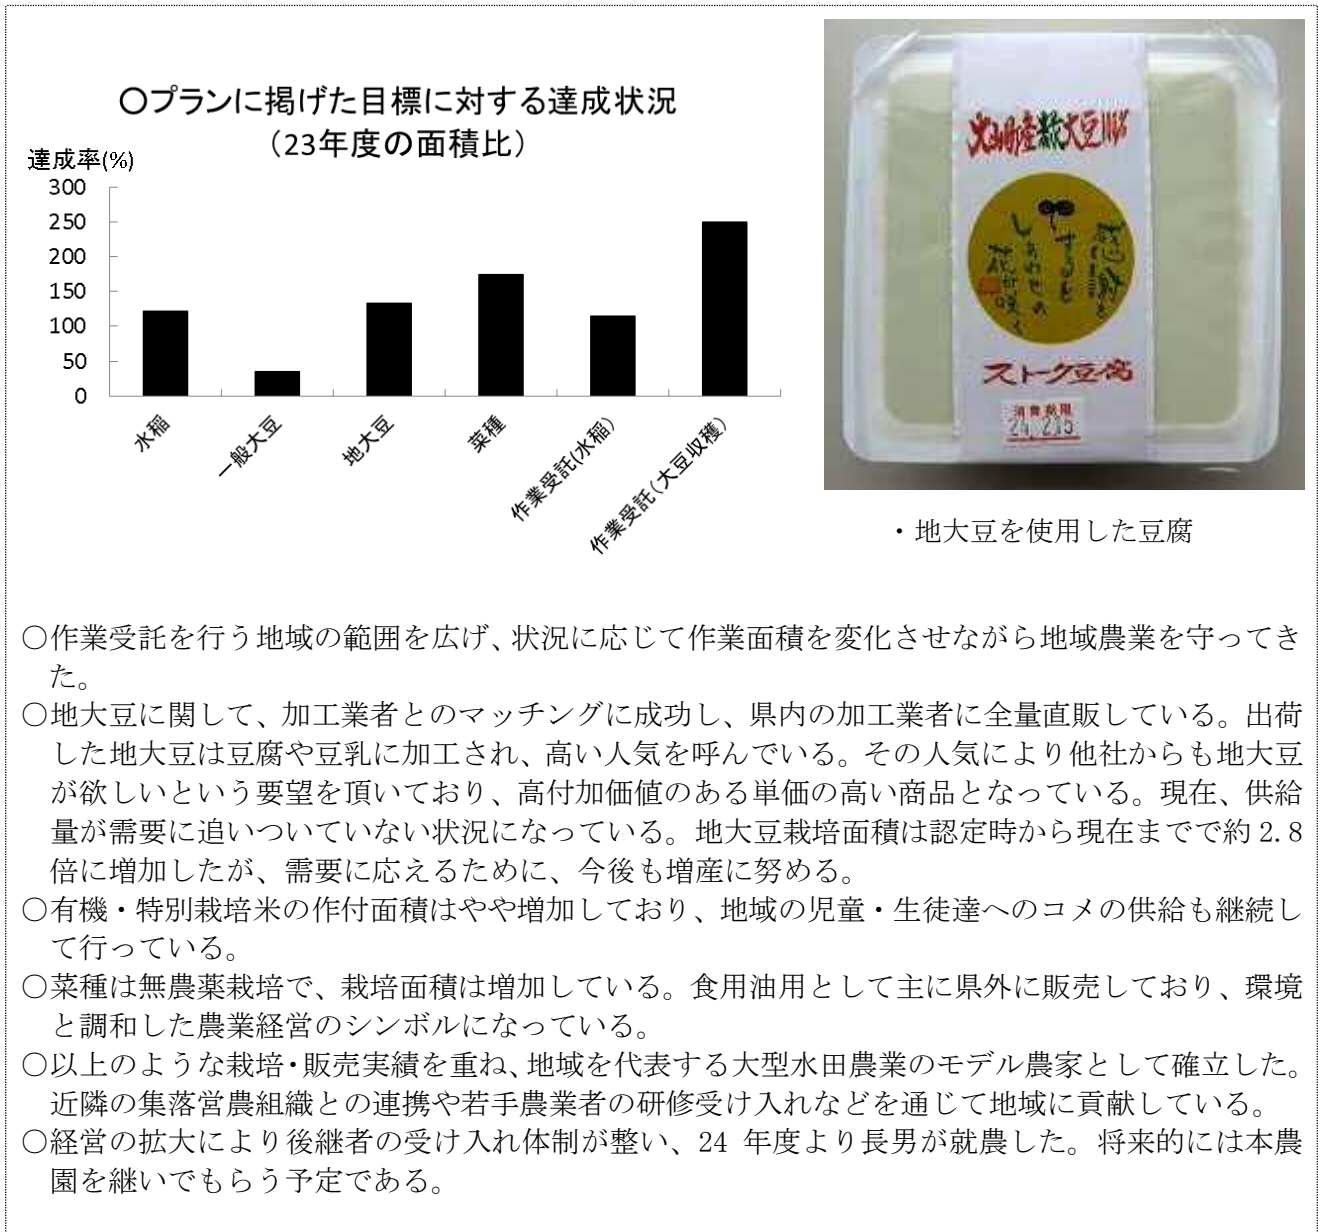 〇プランに掲げた目標に対する達成状況
（23年度の面積比）
達成率(%)
300
250
200
150
100
50
0
水稲
一般大豆
地大豆
菜種
作業受託(水稲)
作業受託(大豆収穫)
大豆
ストーク豆腐
消費期限
24. 2.15
・地大豆を使用した豆腐
○作業受託を行う地域の範囲を広げ、状況に応じて作業面積を変化させながら地域農業を守ってき
た。
○地大豆に関して、加工業者とのマッチングに成功し、県内の加工業者に全量直販している。出荷
した地大豆は豆腐や豆乳に加工され、高い人気を呼んでいる。その人気により他社からも地大豆
が欲しいという要望を頂いており、高付加価値のある単価の高い商品となっている。現在、供給
量が需要に追いついていない状況になっている。地大豆栽培面積は認定時から現在までで約 2.8
倍に増加したが、需要に応えるために、今後も増産に努める。
○有機・特別栽培米の作付面積はやや増加しており、地域の児童・生徒達へのコメの供給も継続し
て行っている。
○菜種は無農薬栽培で、栽培面積は増加している。食用油用として主に県外に販売しており、環境
と調和した農業経営のシンボルになっている。
○以上のような栽培・販売実績を重ね、地域を代表する大型水田農業のモデル農家として確立した。
近隣の集落営農組織との連携や若手農業者の研修受け入れなどを通じて地域に貢献している。
○経営の拡大により後継者の受け入れ体制が整い、24 年度より長男が就農した。将来的には本農
園を継いでもらう予定である。